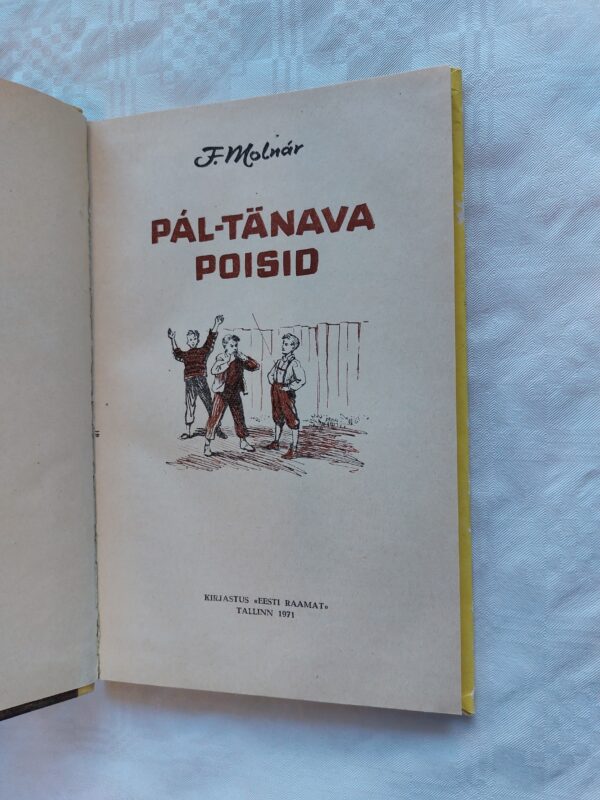 F. Molnár
PÁL-TÄNAVA
POISID
KIRJASTUS «EESTI RAAMAT»
TALLINN 1971